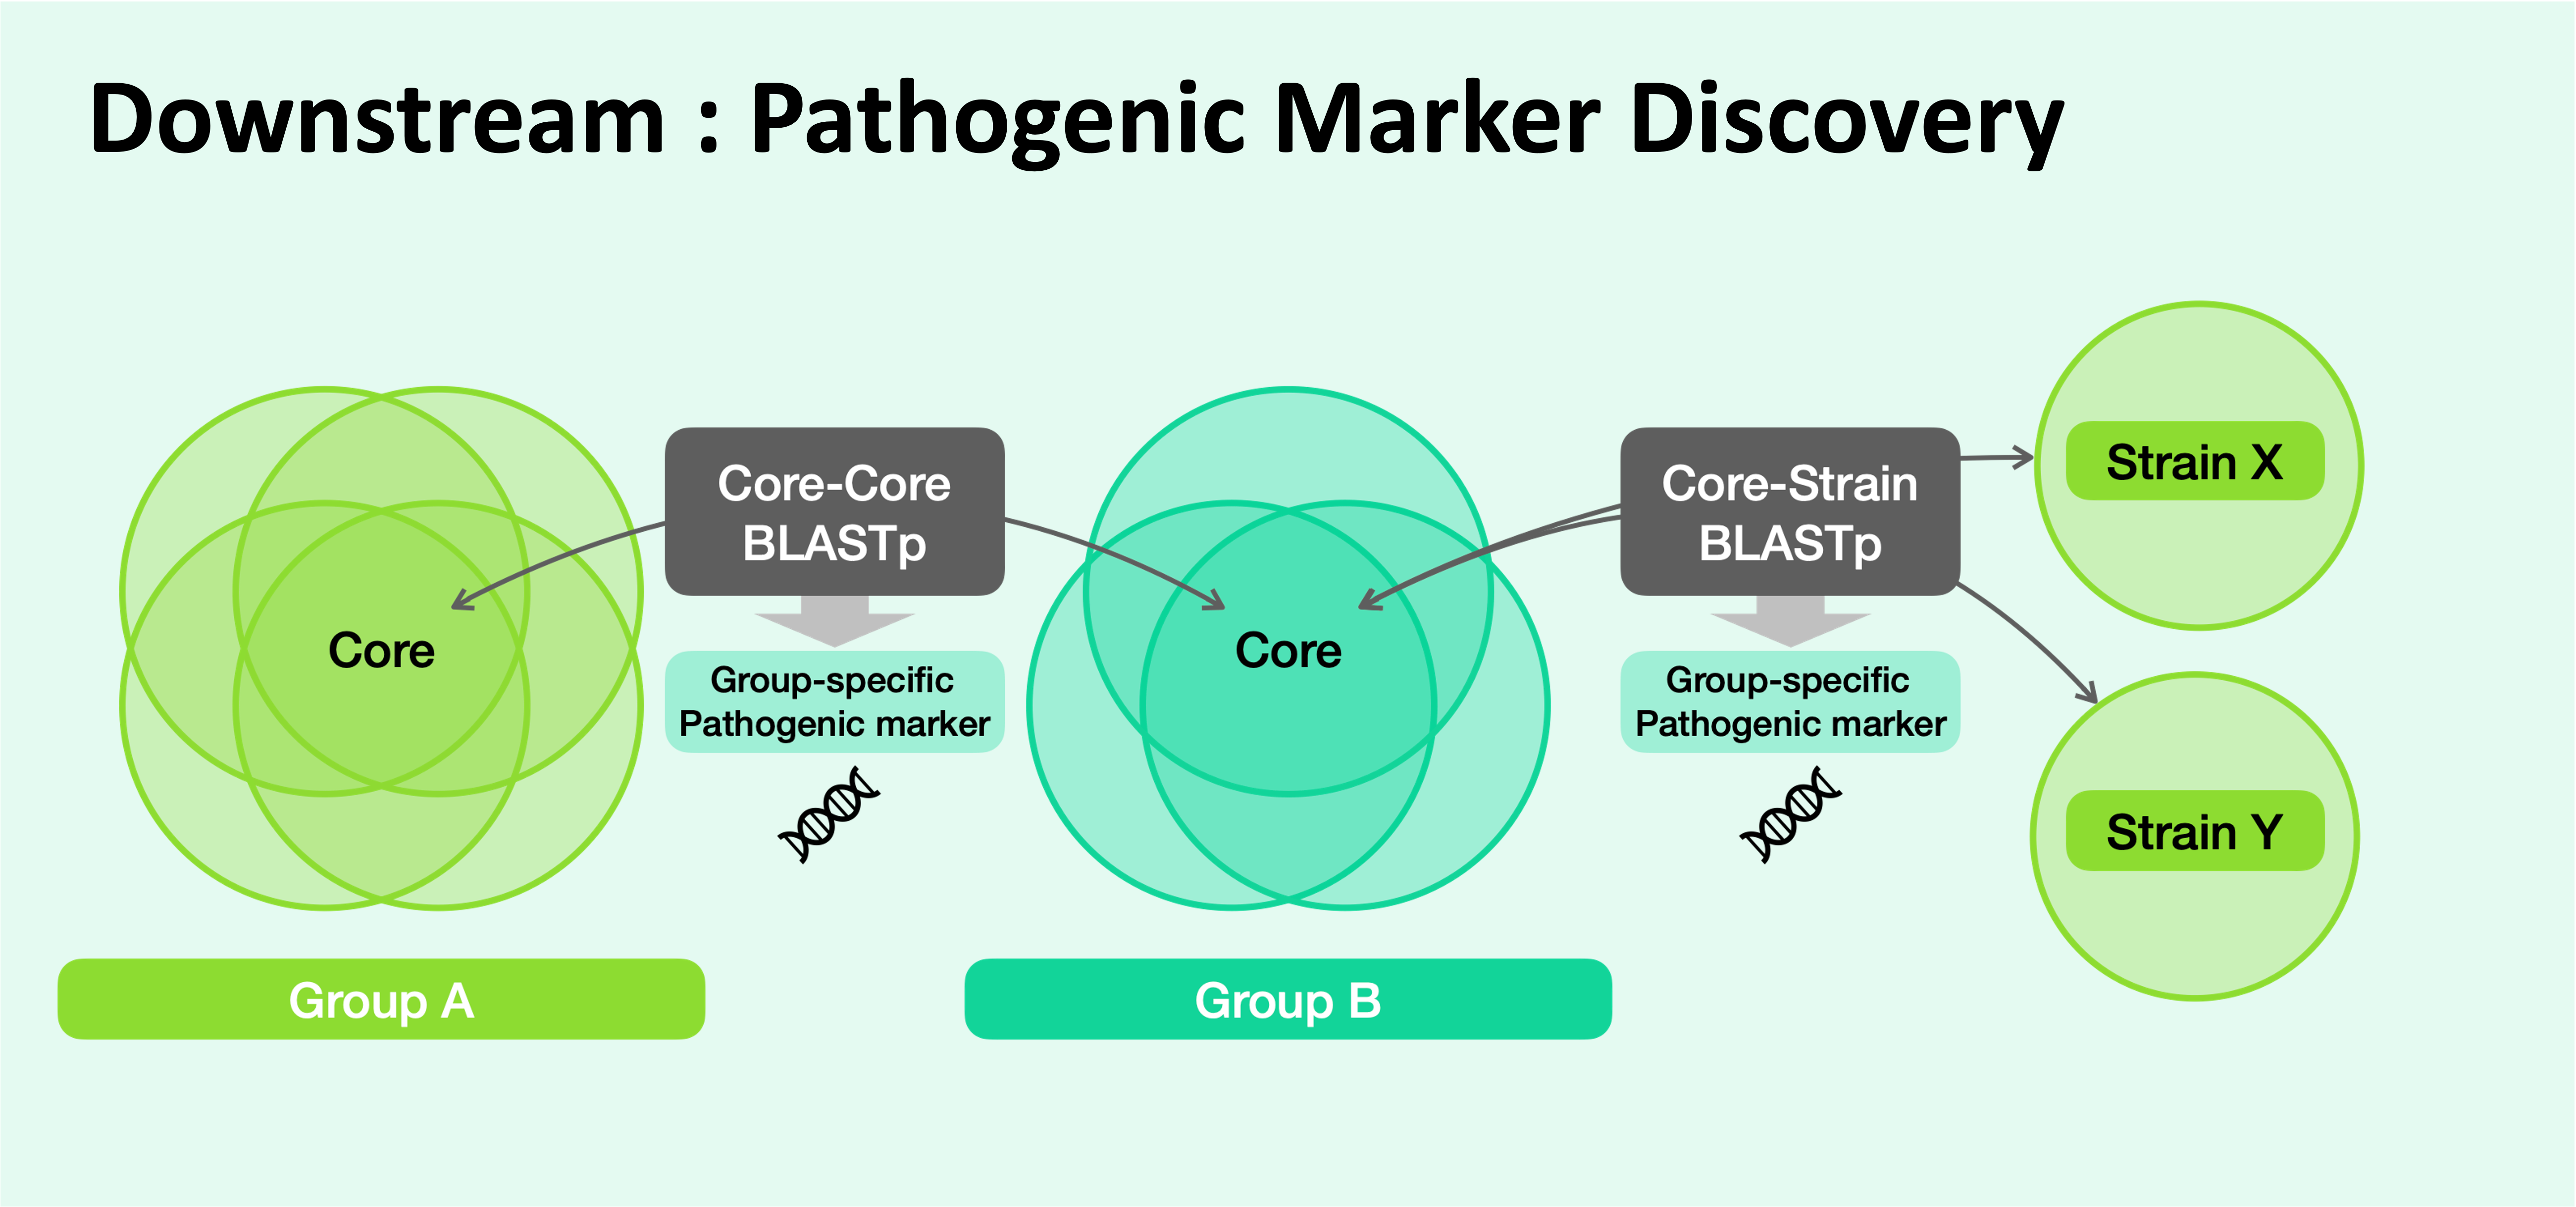 Downstream : Pathogenic Marker Discovery
Core
Core-Core
BLASTp
Group-specific
Pathogenic marker
Core
Core-Strain
BLASTp
Group-specific
Pathogenic marker
Strain X
Strain Y
Group A
Group B